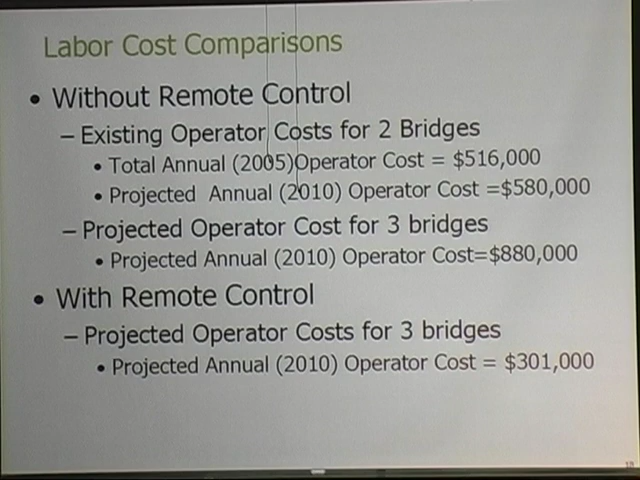 Labor Cost Comparisons
• Without Remote Control
– Existing Operator Costs for 2 Bridges
• Total Annual (2005)Operator Cost = $516,000
• Projected  Annual (2010) Operator Cost =$580,000
– Projected Operator Cost for 3 bridges
• Projected Annual (2010) Operator Cost=$880,000
• With Remote Control
– Projected Operator Costs for 3 bridges
• Projected Annual (2010) Operator Cost = $301,000